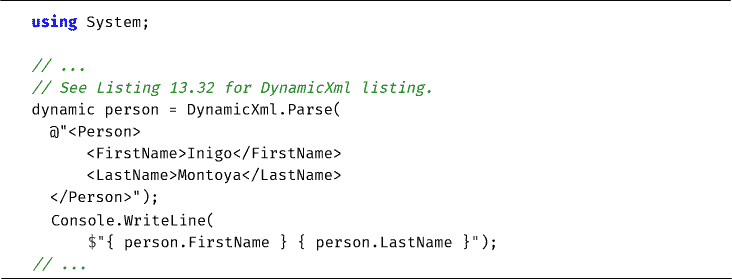 using System;
// ...
// See Listing 13.32 for DynamicXml listing.
dynamic person = DynamicXml.Parse(
@"<Person>
<FirstName>Inigo</FirstName>
<LastName>Montoya</LastName>
</Person>");
Console.WriteLine(
$"{ person.FirstName } { person.LastName }");
// ...